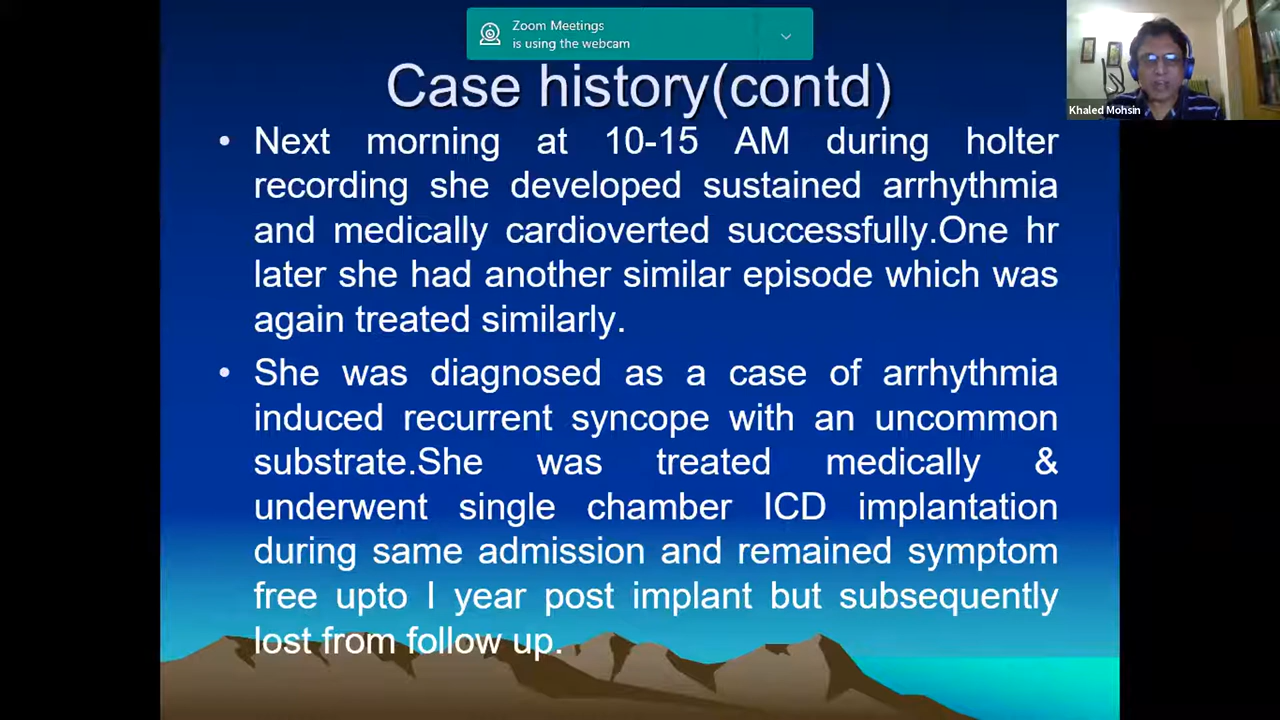 Zoom Meetings
is using the webcam
Khaled Mohsin
Case history(contd)
• Next morning at 10-15 AM during holter
recording she developed sustained arrhythmia
and medically cardioverted successfully.One hr
later she had another similar episode which was
again treated similarly.
• She was diagnosed as a case of arrhythmia
induced recurrent syncope with an uncommon
substrate.She was treated medically &
underwent single chamber ICD implantation
during same admission and remained symptom
free upto I year post implant but subsequently
lost from follow up.